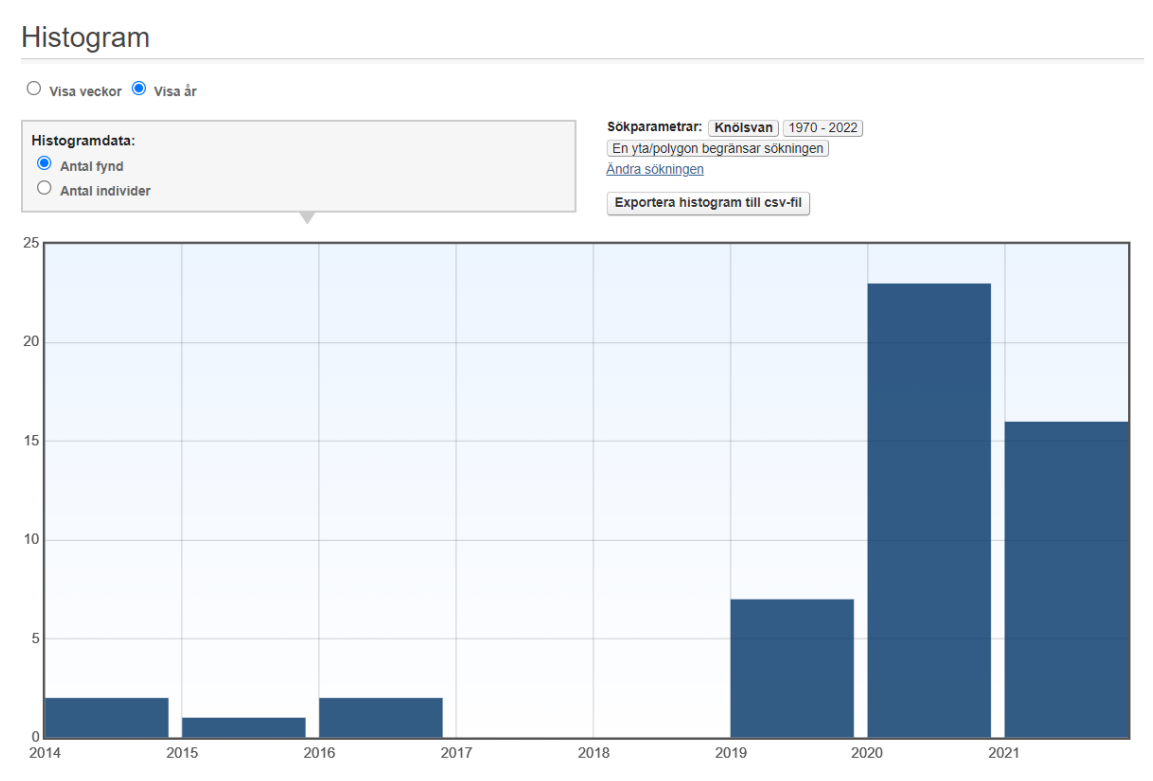 Histogram
Visa veckor Visa år
Histogramdata:
Antal fynd
Antal individer
Sökparametrar: Knölsvan 1970 - 2022
En yta/polygon begränsar sökningen
Ändra sökningen
Exportera histogram till csv-fil
25
20
15
10
5
0
2014 2015 2016 2017 2018 2019 2020 2021